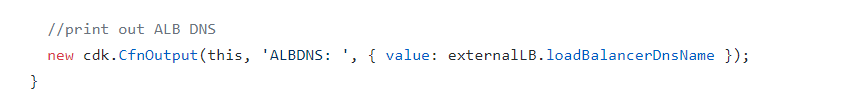 //print out ALB DNS
new cdk.CfnOutput(this, 'ALBDNS: ', { value: externalLB.loadBalancerDnsName });
}